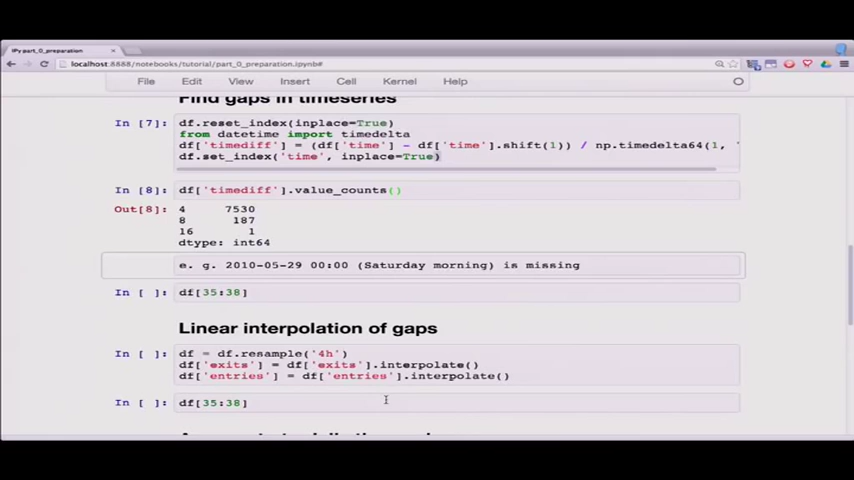 IPy part_0_preparation
localhost:8888/notebooks/tutorial/part_0_preparation.ipynb#
File Edit View Insert Cell Kernel Help
Find gaps in timeseries
In [7]: df.reset_index(inplace=True)
from datetime import timedelta
df['timediff'] = (df['time'] - df['time'].shift(1)) / np.timedelta64(1, '
df.set_index('time', inplace=True)
In [8]: df['timediff'].value_counts()
Out[8]: 4 7530
8 187
16 1
dtype: int64
e. g. 2010-05-29 00:00 (Saturday morning) is missing
In [ ]: df[35:38]
Linear interpolation of gaps
In [ ]: df = df.resample('4h')
df['exits'] = df['exits'].interpolate()
df['entries'] = df['entries'].interpolate()
In [ ]: df[35:38]